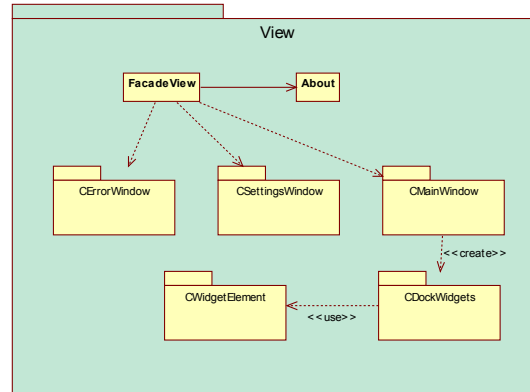 View
FacadeView
About
CErrorWindow
CSettingsWindow
CMainWindow
<<create>>
CWidgetElement
CDockWidgets
<<use>>